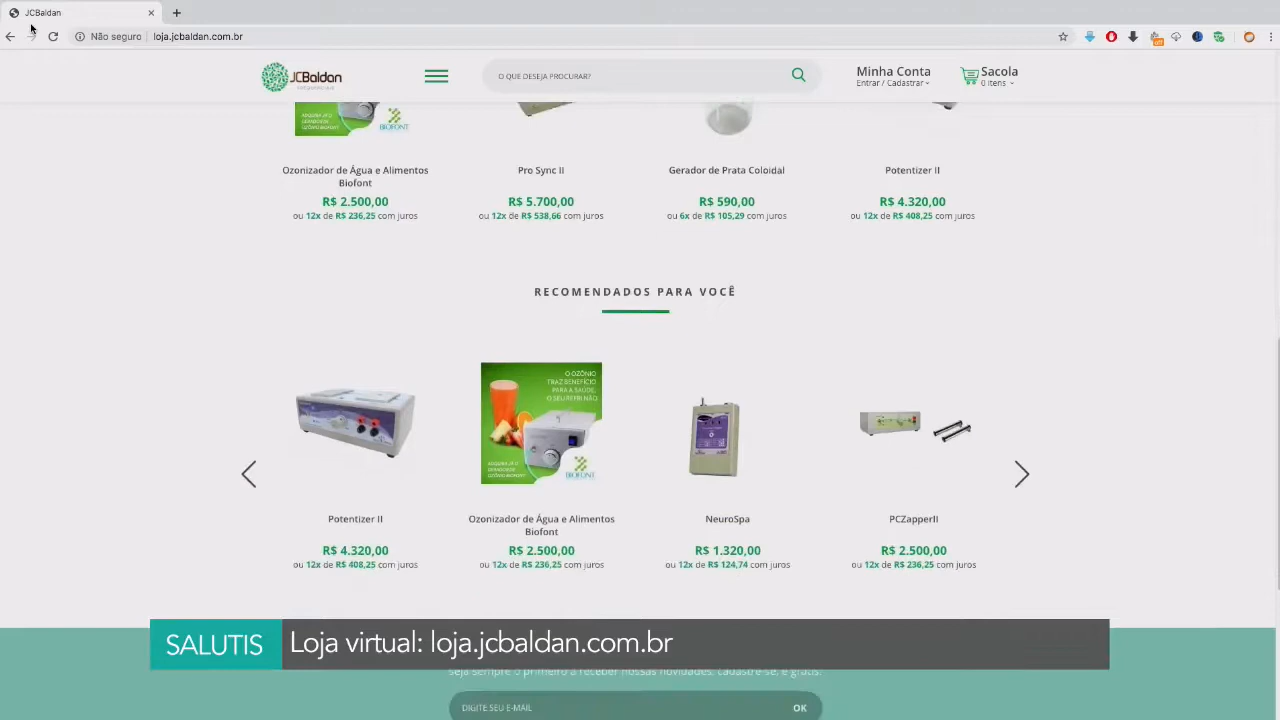 JCBaldan
Não seguro
loja.jcbaldan.com.br
JCBaldan
O QUE DESEJA PROCURAR?
Minha Conta
Entrar / Cadastrar
Sacola
0 itens
BIOFONT
Ozonizador de Água e Alimentos
Biofont
R$ 2.500,00
ou 12x de R$ 236,25 com juros
Pro Sync II
R$ 5.700,00
ou 12x de R$ 538,66 com juros
Gerador de Prata Coloidal
R$ 590,00
ou 6x de R$ 105,29 com juros
Potentizer II
R$ 4.320,00
ou 12x de R$ 408,25 com juros
RECOMENDADOS PARA VOCÊ
O OZÔNIO
TRAZ BENEFÍCIO
PARA A SAÚDE,
O SEU REFRI NÃO
BIOFONT
Potentizer II
R$ 4.320,00
ou 12x de R$ 408,25 com juros
Ozonizador de Água e Alimentos
Biofont
R$ 2.500,00
ou 12x de R$ 236,25 com juros
NeuroSpa
R$ 1.320,00
ou 12x de R$ 124,74 com juros
PCZapperII
R$ 2.500,00
ou 12x de R$ 236,25 com juros
SALUTIS
Loja virtual: loja.jcbaldan.com.br
seja sempre o primeiro a receber nossas novidades, cadastre-se, é grátis.
DIGITE SEU E-MAIL
OK